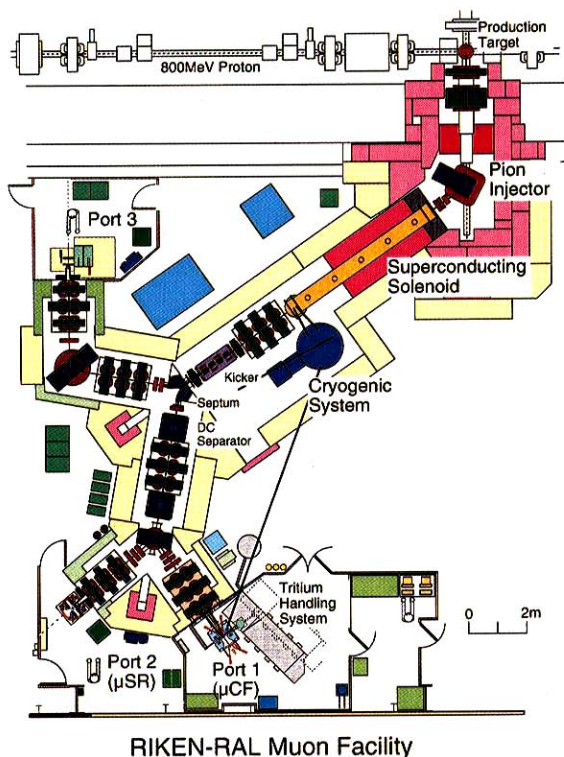 Production
Target
800MeV Proton
Pion
Injector
Port 3
Superconducting
Solenoid
Kicker
Cryogenic
System
Septum
DC
Separator
Tritium
Handling
System
Port 2
(μSR)
Port 1
(μCF)
0 2m
RIKEN-RAL Muon Facility